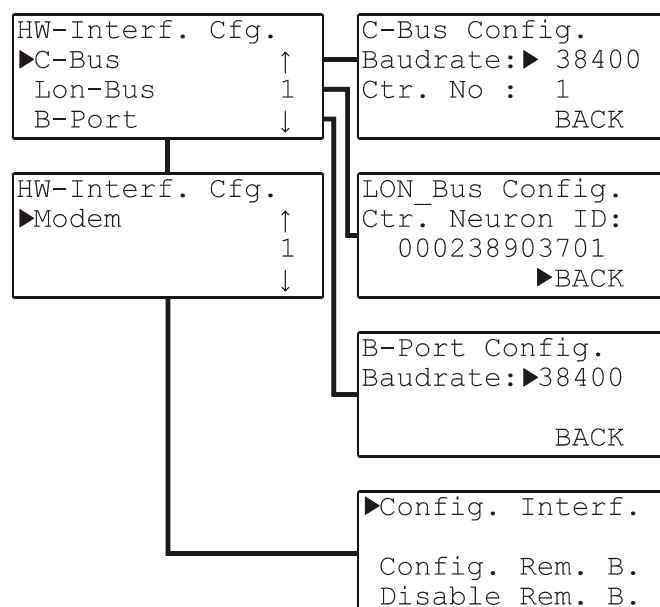 HW-Interf. Cfg.
▶C-Bus ↑
Lon-Bus 1
B-Port ↓
C-Bus Config.
Baudrate:▶ 38400
Ctr. No : 1
BACK
HW-Interf. Cfg.
▶Modem ↑
1
↓
LON_Bus Config.
Ctr. Neuron ID:
000238903701
▶BACK
B-Port Config.
Baudrate:▶38400
BACK
▶Config. Interf.
Config. Rem. B.
Disable Rem. B.